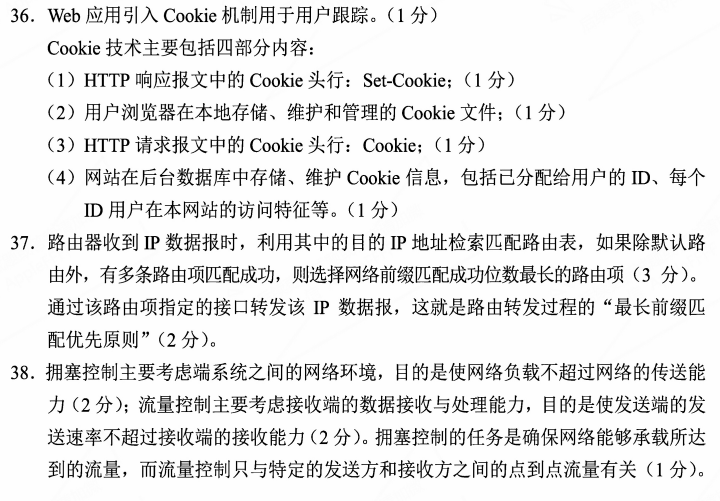 36．Web 应用引入 Cookie 机制用于用户跟踪。（1 分）
Cookie 技术主要包括四部分内容：
（1）HTTP 响应报文中的 Cookie 头行：Set-Cookie；（1 分）
（2）用户浏览器在本地存储、维护和管理的 Cookie 文件；（1 分）
（3）HTTP 请求报文中的 Cookie 头行：Cookie；（1 分）
（4）网站在后台数据库中存储、维护 Cookie 信息，包括已分配给用户的 ID、每个
ID 用户在本网站的访问特征等。（1 分）
37．路由器收到 IP 数据报时，利用其中的目的 IP 地址检索匹配路由表，如果除默认路
由外，有多条路由项匹配成功，则选择网络前缀匹配成功位数最长的路由项（3 分）。
通过该路由项指定的接口转发该 IP 数据报，这就是路由转发过程的“最长前缀匹
配优先原则”（2 分）。
38．拥塞控制主要考虑端系统之间的网络环境，目的是使网络负载不超过网络的传送能
力（2 分）；流量控制主要考虑接收端的数据接收与处理能力，目的是使发送端的发
送速率不超过接收端的接收能力（2 分）。拥塞控制的任务是确保网络能够承载所达
到的流量，而流量控制只与特定的发送方和接收方之间的点到点流量有关（1 分）。